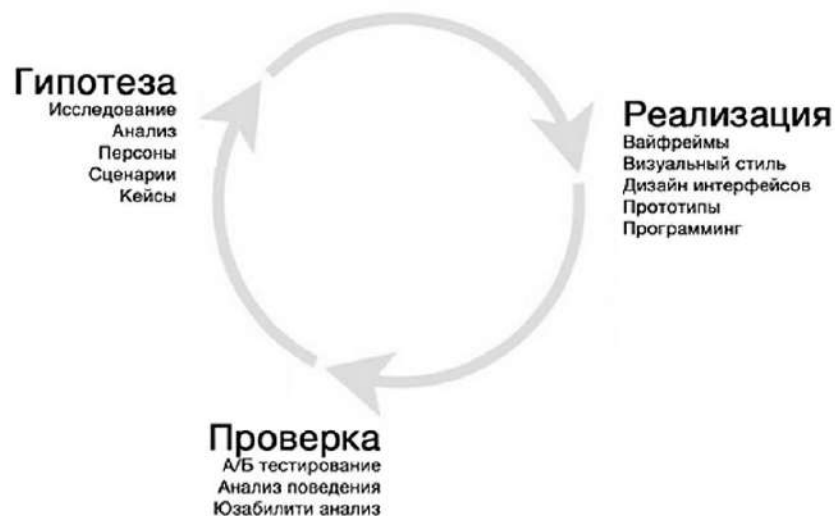 Гипотеза
Исследование
Анализ
Персоны
Сценарии
Кейсы
Реализация
Вайфреймы
Визуальный стиль
Дизайн интерфейсов
Прототипы
Программинг
Проверка
А/Б тестирование
Анализ поведения
Юзабилити анализ